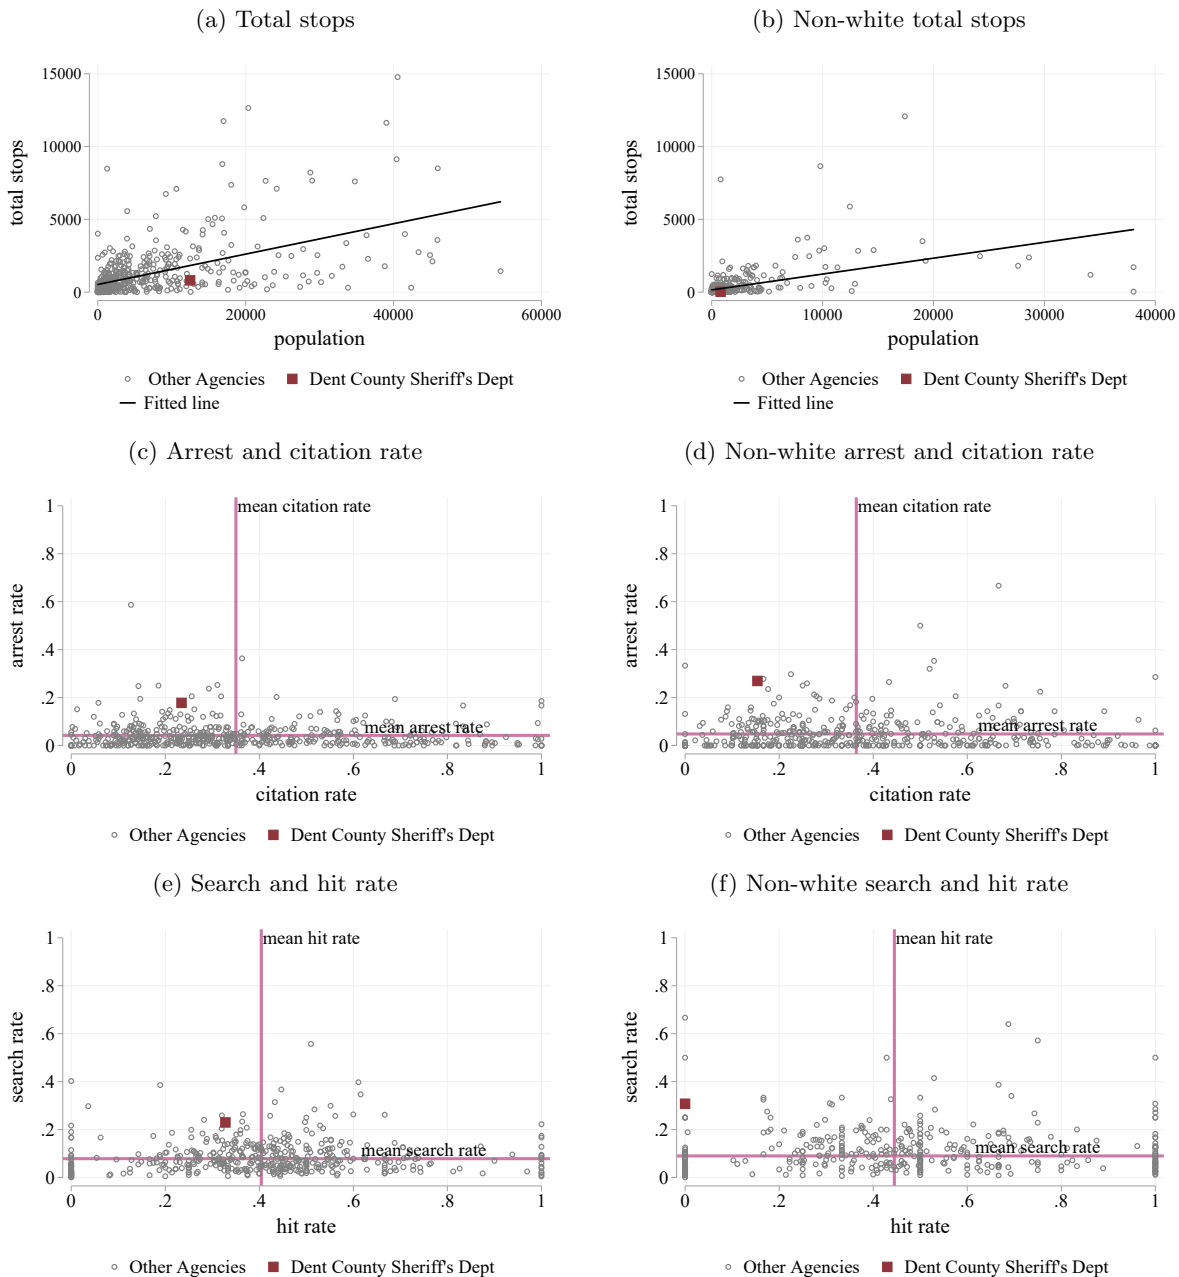 (a) Total stops
(b) Non-white total stops
total stops
15000
10000
5000
0
0 20000 40000 60000
population
Other Agencies Dent County Sheriff's Dept
Fitted line
total stops
15000
10000
5000
0
0 10000 20000 30000 40000
population
Other Agencies Dent County Sheriff's Dept
Fitted line
(c) Arrest and citation rate
(d) Non-white arrest and citation rate
arrest rate
1
.8
.6
.4
.2
0
mean citation rate
mean arrest rate
0 .2 .4 .6 .8 1
citation rate
Other Agencies Dent County Sheriff's Dept
arrest rate
1
.8
.6
.4
.2
0
mean citation rate
mean arrest rate
0 .2 .4 .6 .8 1
citation rate
Other Agencies Dent County Sheriff's Dept
(e) Search and hit rate
(f) Non-white search and hit rate
search rate
1
.8
.6
.4
.2
0
mean hit rate
mean search rate
0 .2 .4 .6 .8 1
hit rate
Other Agencies Dent County Sheriff's Dept
search rate
1
.8
.6
.4
.2
0
mean hit rate
mean search rate
0 .2 .4 .6 .8 1
hit rate
Other Agencies Dent County Sheriff's Dept